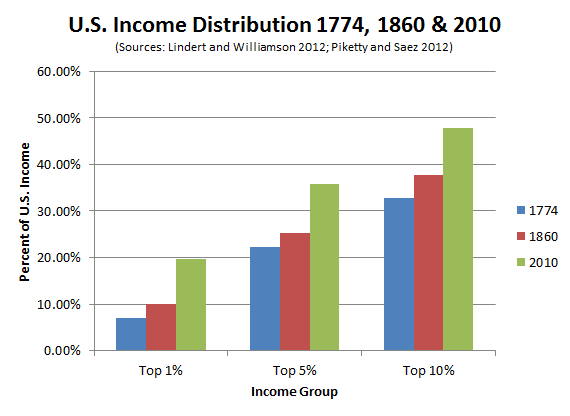 U.S. Income Distribution 1774, 1860 & 2010
(Sources: Lindert and Williamson 2012; Piketty and Saez 2012)
60.00%
50.00%
40.00%
30.00%
20.00%
10.00%
0.00%
Percent of U.S. Income
Top 1%
Top 5%
Top 10%
Income Group
1774
1860
2010